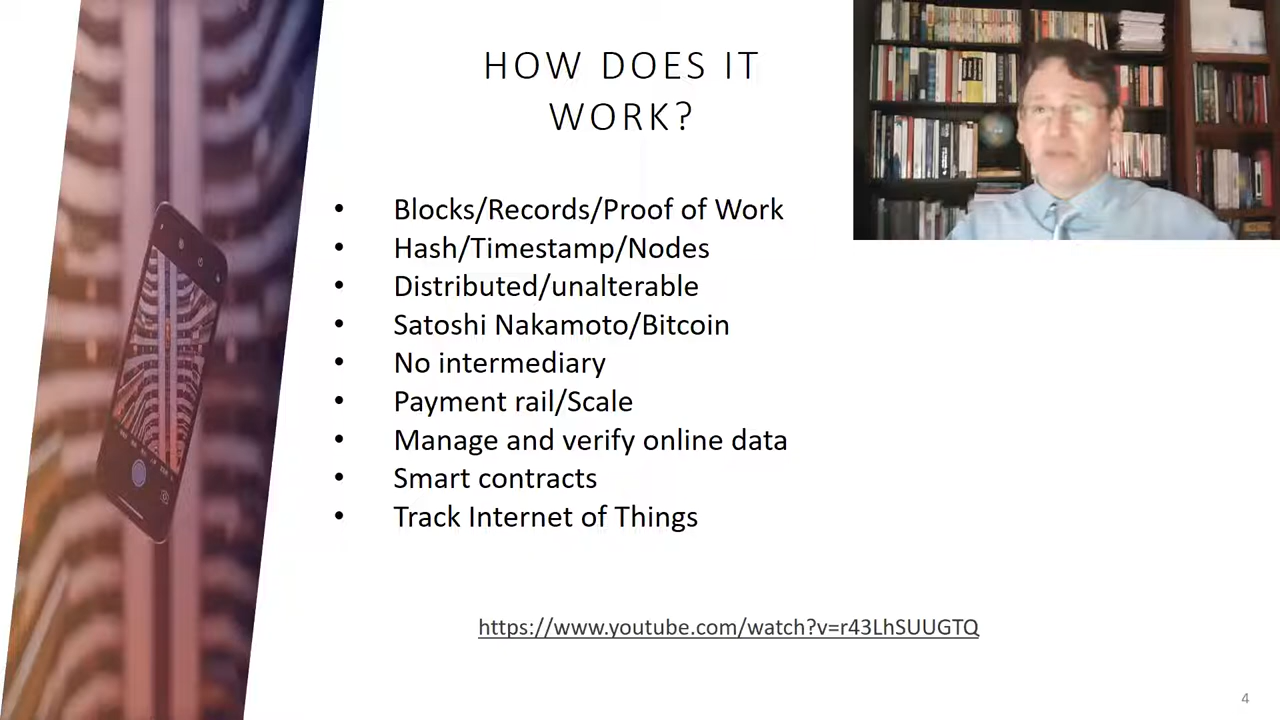 HOW DOES IT
WORK?
• Blocks/Records/Proof of Work
• Hash/Timestamp/Nodes
• Distributed/unalterable
• Satoshi Nakamoto/Bitcoin
• No intermediary
• Payment rail/Scale
• Manage and verify online data
• Smart contracts
• Track Internet of Things
https://www.youtube.com/watch?v=r43LhSUUGTQ
4